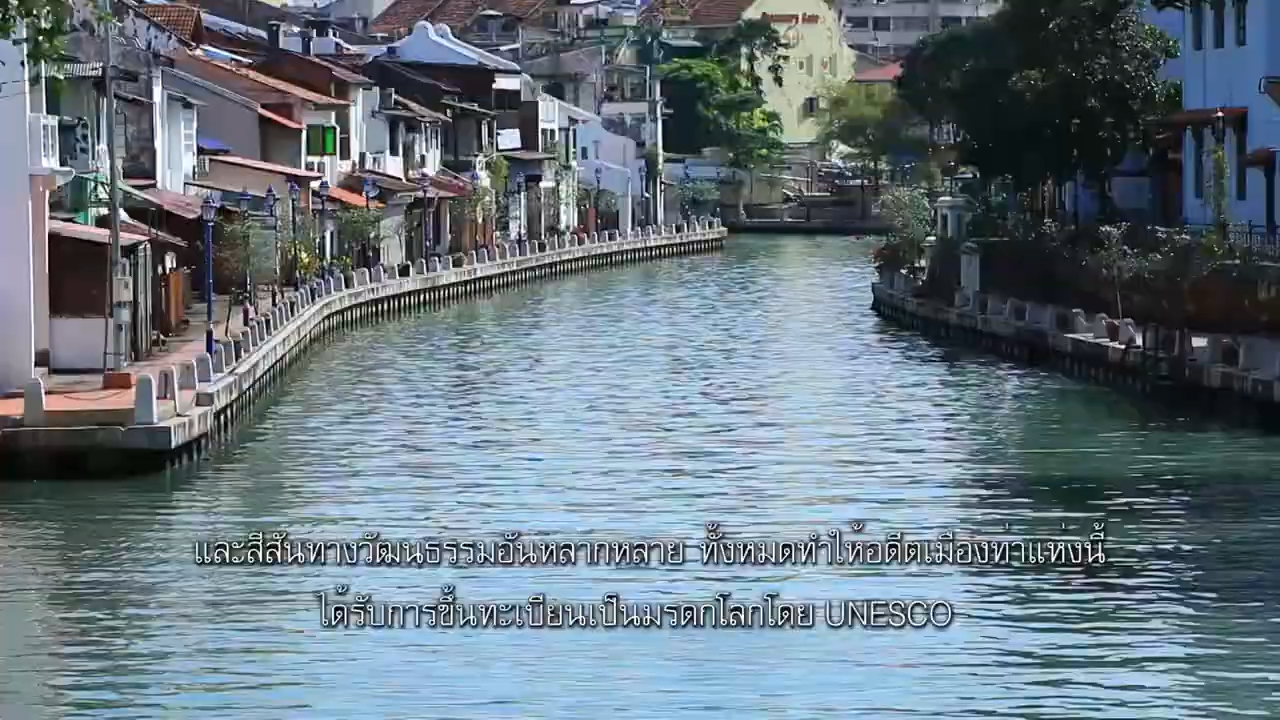 และสีสันทางวัฒนธรรมอันหลากหลาย ทั้งหมดทำให้อดีตเมืองท่าแห่งนี้
ได้รับการขึ้นทะเบียนเป็นมรดกโลกโดย UNESCO